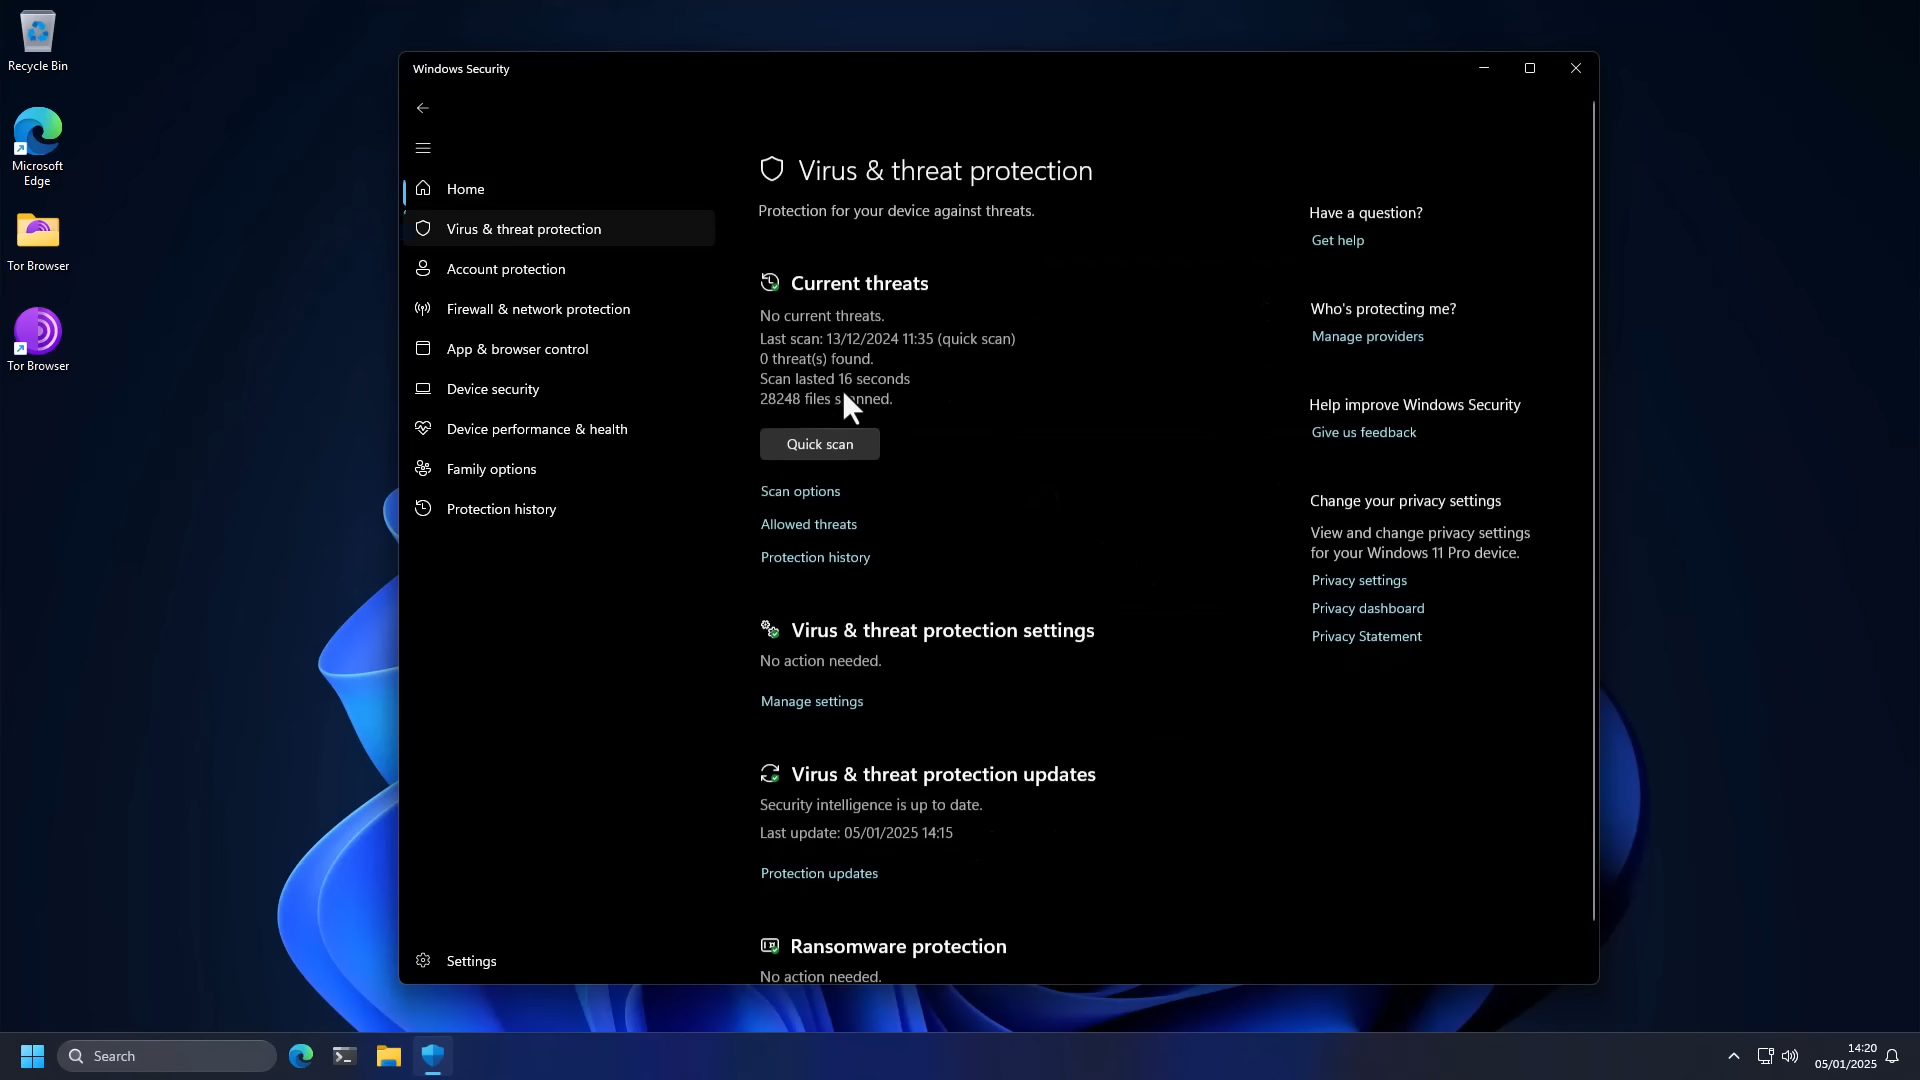 Recycle Bin
Microsoft
Edge
Tor Browser
Tor Browser
Windows Security
Home
Virus & threat protection
Account protection
Firewall & network protection
App & browser control
Device security
Device performance & health
Family options
Protection history
Settings
Virus & threat protection
Protection for your device against threats.
Current threats
No current threats.
Last scan: 13/12/2024 11:35 (quick scan)
0 threat(s) found.
Scan lasted 16 seconds
28248 files scanned.
Quick scan
Scan options
Allowed threats
Protection history
Virus & threat protection settings
No action needed.
Manage settings
Virus & threat protection updates
Security intelligence is up to date.
Last update: 05/01/2025 14:15
Protection updates
Ransomware protection
No action needed.
Have a question?
Get help
Who's protecting me?
Manage providers
Help improve Windows Security
Give us feedback
Change your privacy settings
View and change privacy settings
for your Windows 11 Pro device.
Privacy settings
Privacy dashboard
Privacy Statement
Search
14:20
05/01/2025